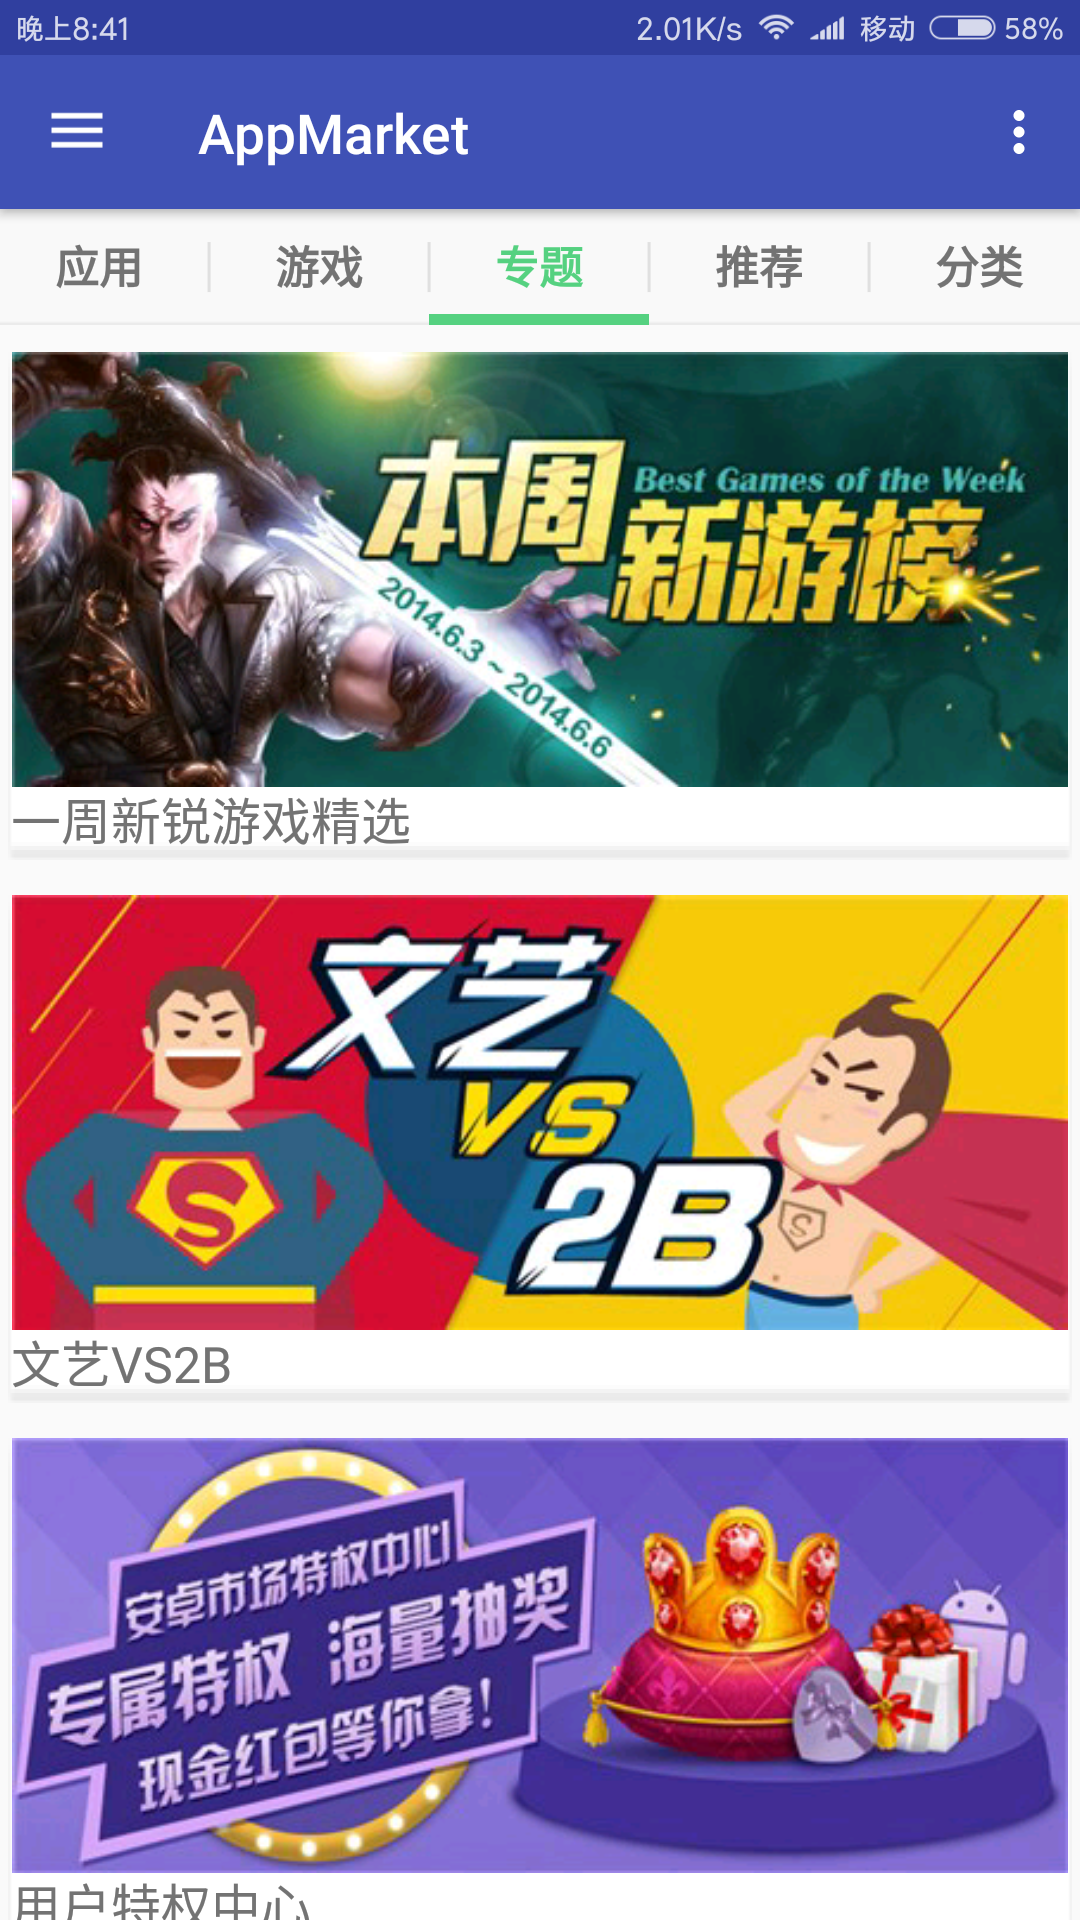 晚上8:41 2.01K/s 移动 58%
AppMarket
应用 游戏 专题 推荐 分类
本周 Best Games of the Week
新游榜
2014.6.3 ~ 2014.6.6
一周新锐游戏精选
文艺
VS
2B
S
S
文艺VS2B
安卓市场特权中心
专属特权 海量抽奖
现金红包等你拿!
用户特权中心